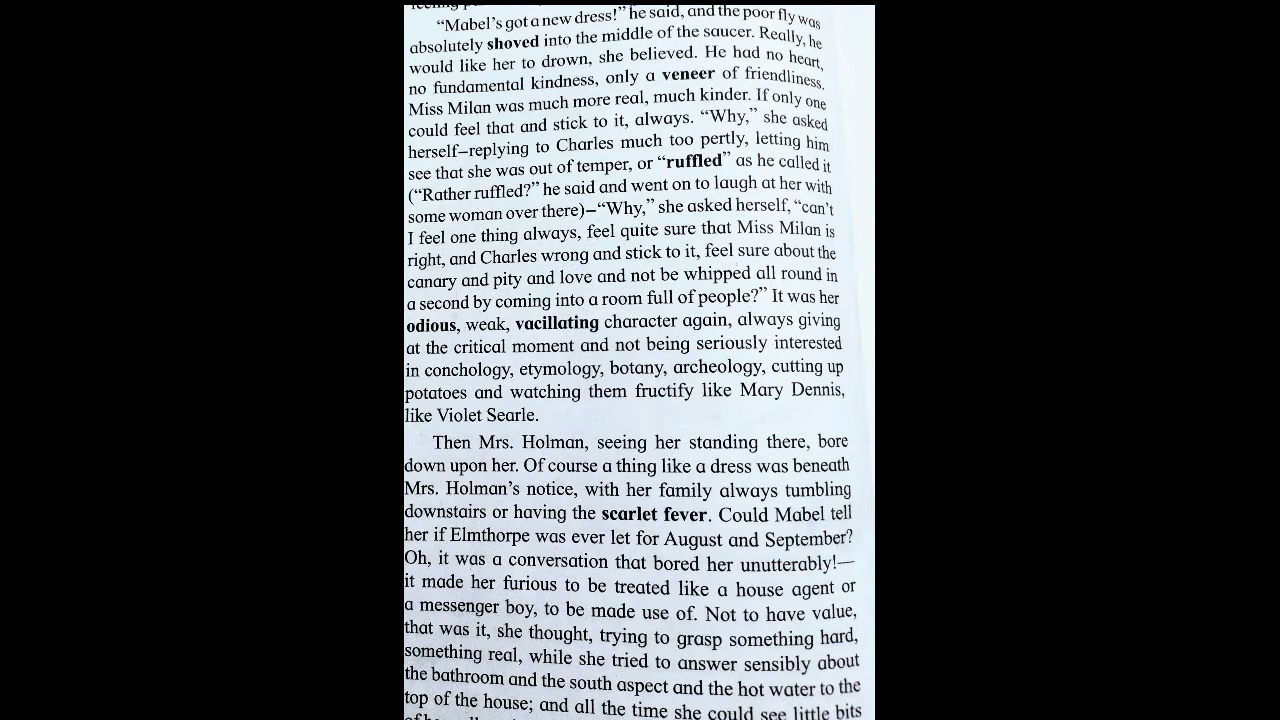 "Mabel's got a new dress!" he said, and the poor fly was
absolutely shoved into the middle of the saucer. Really, he
would like her to drown, she believed. He had no heart,
no fundamental kindness, only a veneer of friendliness.
Miss Milan was much more real, much kinder. If only one
could feel that and stick to it, always. "Why," she asked
herself–replying to Charles much too pertly, letting him
see that she was out of temper, or "ruffled" as he called it
("Rather ruffled?" he said and went on to laugh at her with
some woman over there)–"Why," she asked herself, "can't
I feel one thing always, feel quite sure that Miss Milan is
right, and Charles wrong and stick to it, feel sure about the
canary and pity and love and not be whipped all round in
a second by coming into a room full of people?" It was her
odious, weak, vacillating character again, always giving
at the critical moment and not being seriously interested
in conchology, etymology, botany, archeology, cutting up
potatoes and watching them fructify like Mary Dennis,
like Violet Searle.
Then Mrs. Holman, seeing her standing there, bore
down upon her. Of course a thing like a dress was beneath
Mrs. Holman's notice, with her family always tumbling
downstairs or having the scarlet fever. Could Mabel tell
her if Elmthorpe was ever let for August and September?
Oh, it was a conversation that bored her unutterably!—
it made her furious to be treated like a house agent or
a messenger boy, to be made use of. Not to have value,
that was it, she thought, trying to grasp something hard,
something real, while she tried to answer sensibly about
the bathroom and the south aspect and the hot water to the
top of the house; and all the time she could see little bits